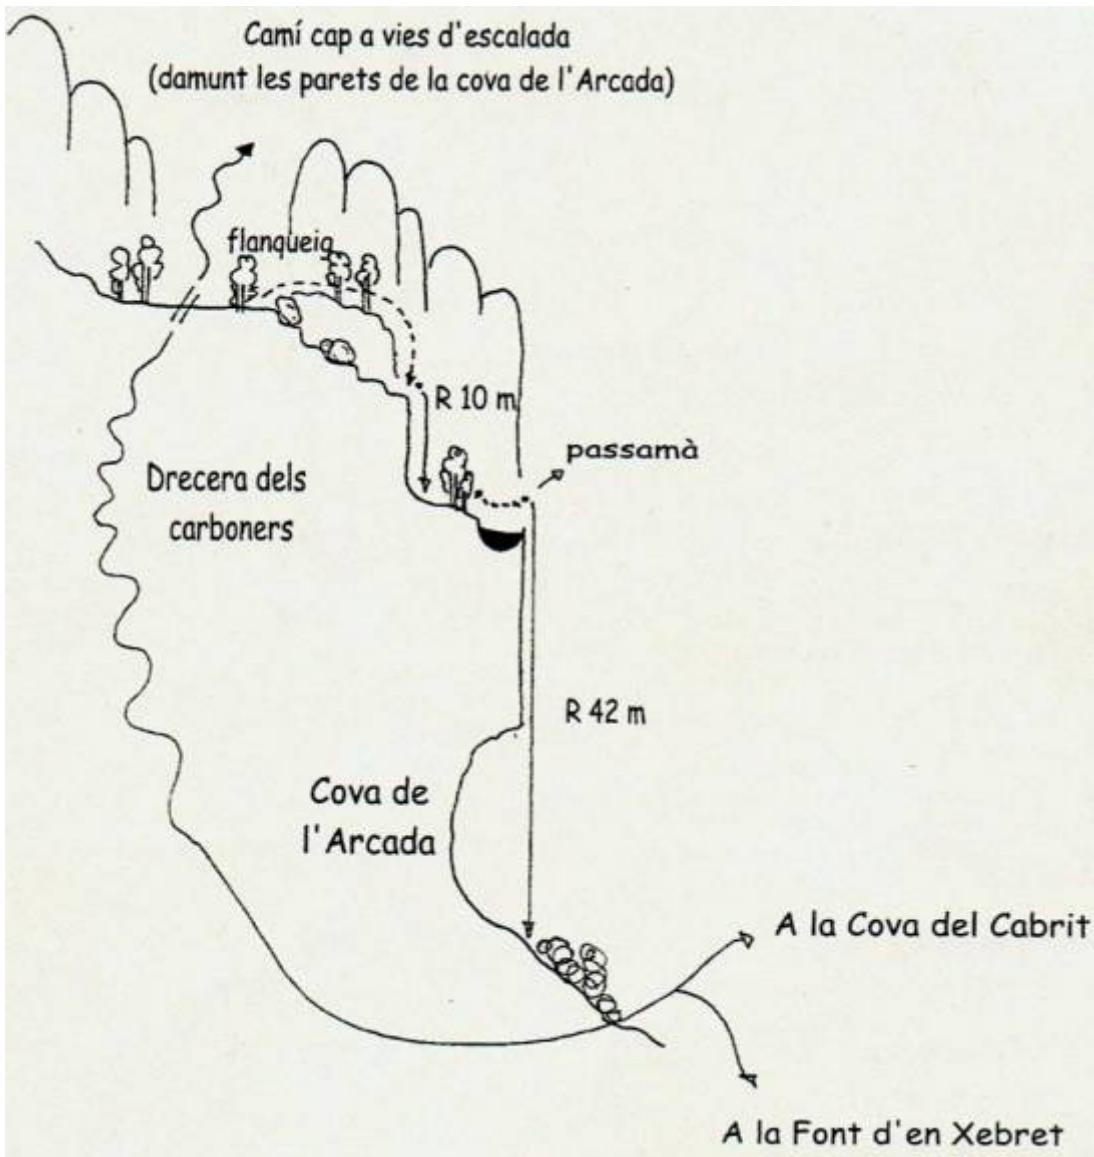 Camí cap a vies d'escalada
(damunt les parets de la cova de l'Arcada)
flanqueig
R 10 m
passamà
Drecera dels
carboners
R 42 m
Cova de
l'Arcada
A la Cova del Cabrit
A la Font d'en Xebret